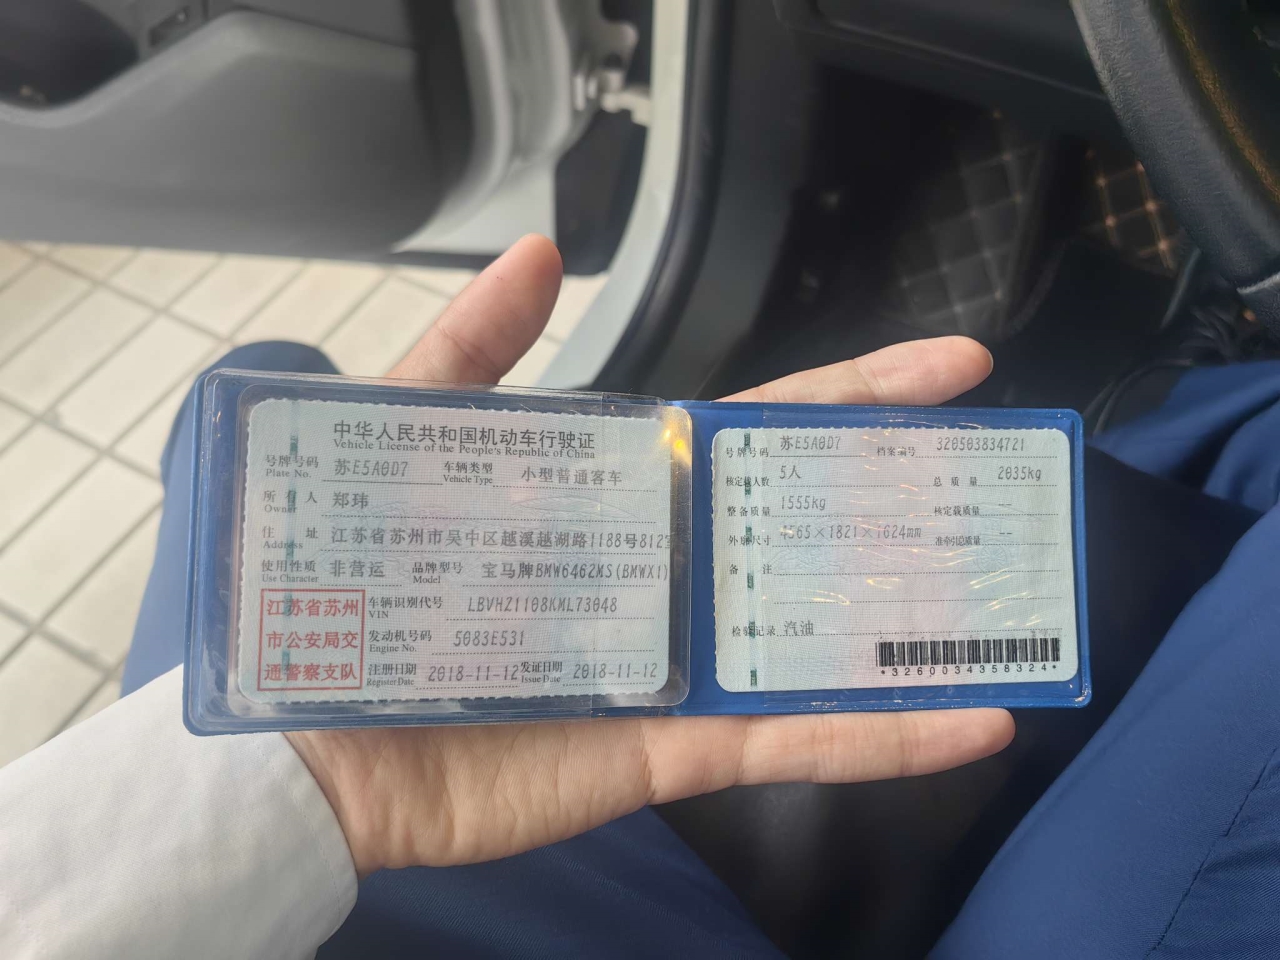 中华人民共和国机动车行驶证
Vehicle License of the People's Republic of China
号牌号码 苏E5A0D7 车辆类型 小型普通客车
Plate No. Vehicle Type
所有人 郑玮
Owner
住址 江苏省苏州市吴中区越溪越湖路1188号812
Address
使用性质 非营运 品牌型号 宝马牌BMW6462MS(BMWX1)
Use Character Model
江苏省苏州
市公安局交
通警察支队
车辆识别代号 LBVHZ1108KML73048
VIN
发动机号码 5083E531
Engine No.
注册日期 2018-11-12 发证日期 2018-11-12
Register Date Issue Date
号牌号码 苏E5A0D7 档案编号 320503834721
核定载人数 5人 总质量 2035kg
整备质量 1555kg 核定载质量 --
外廓尺寸 4565×1821×1624mm 准牵引总质量 --
备注
检验记录 汽油
*3260034358324*